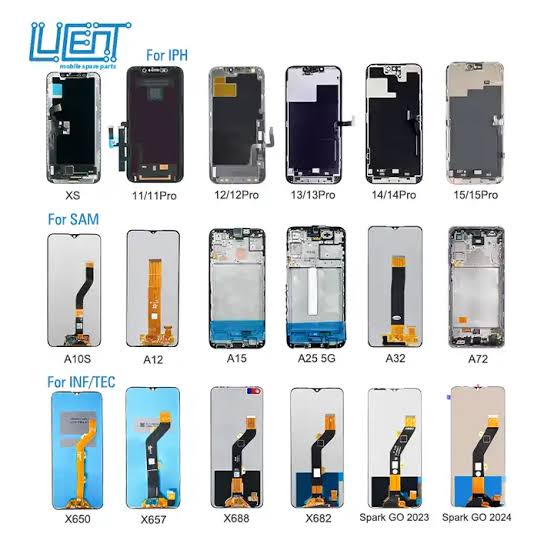 LIENT
mobile spare parts
For IPH
XS
11/11Pro
12/12Pro
13/13Pro
14/14Pro
15/15Pro
For SAM
A10S
A12
A15
A25 5G
A32
A72
For INF/TEC
X650
X657
X688
X682
Spark GO 2023
Spark GO 2024